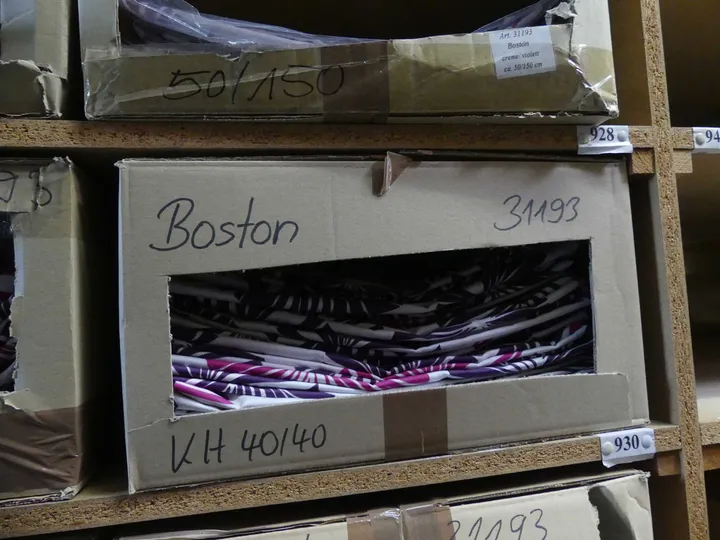 50/150
Art. 31193
Boston
creme/violett
ca. 50/150 cm
928
94
Boston
31193
KH 40/40
930
31193